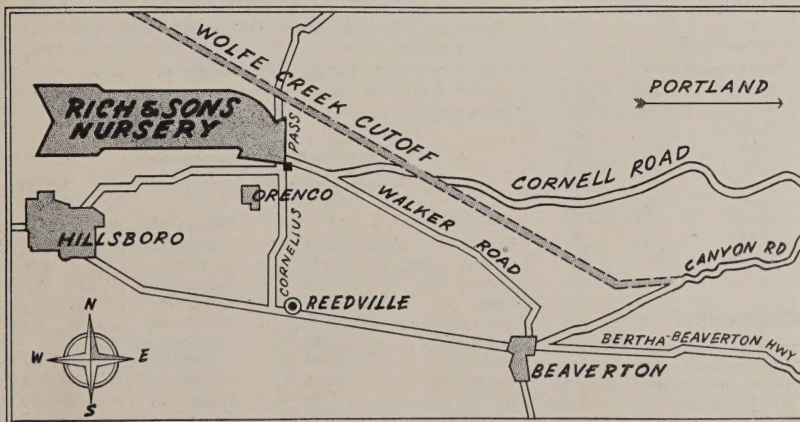 WOLFE CREEK CUTOFF
PORTLAND
RICH & SONS
NURSERY
PASS
CORNELL ROAD
ORENCO
WALKER ROAD
HILLSBORO
CORNELIUS
CANYON RD
REEDVILLE
N
W
E
S
BERTHA-BEAVERTON HWY
BEAVERTON